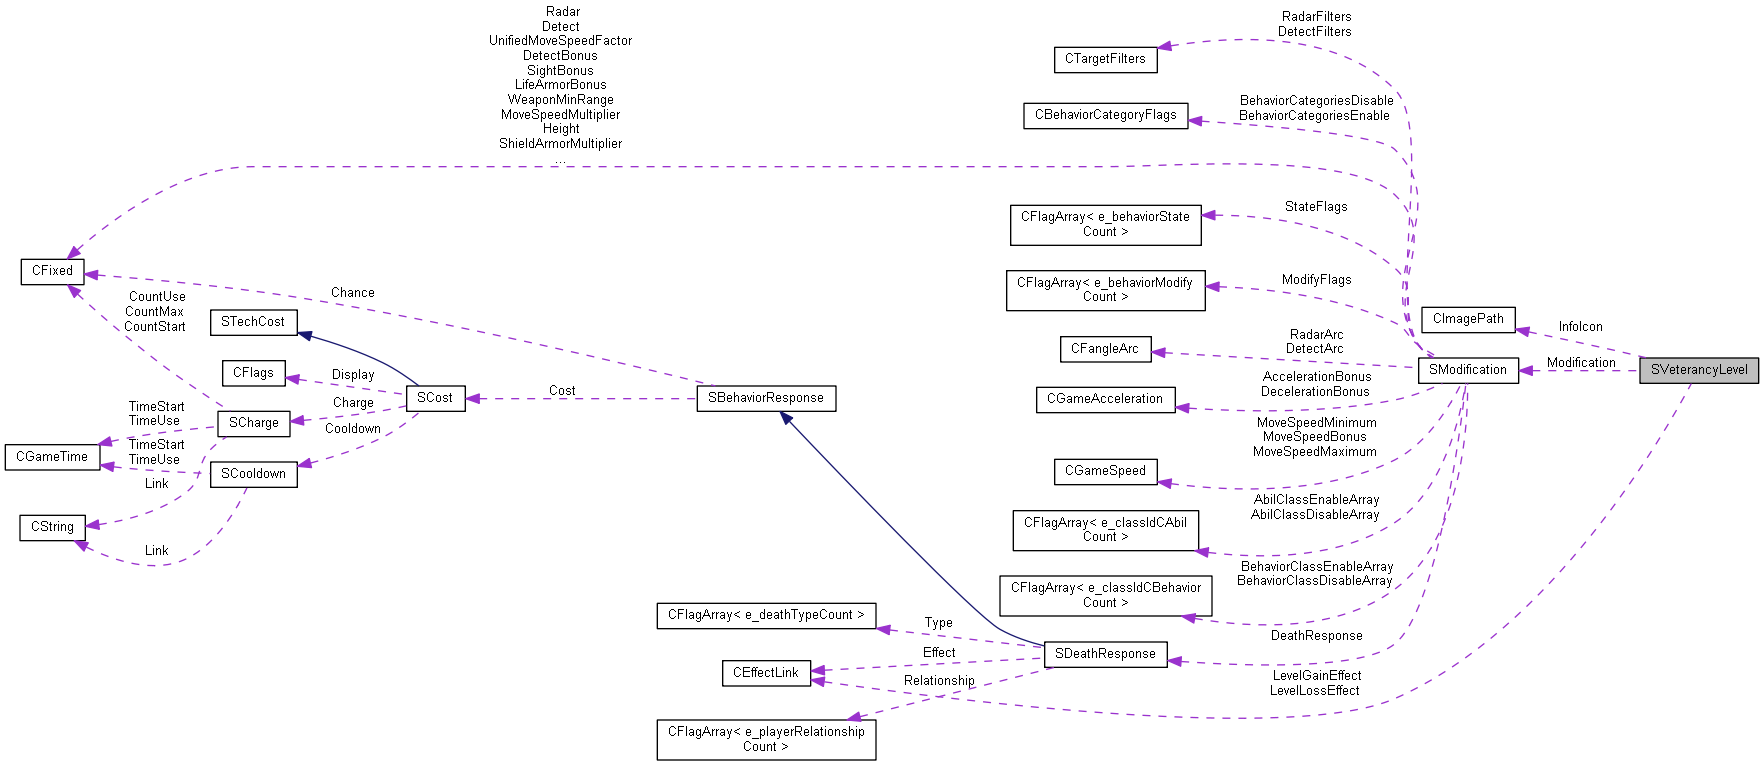 Radar
Detect
UnifiedMoveSpeedFactor
DetectBonus
SightBonus
LifeArmorBonus
WeaponMinRange
MoveSpeedMultiplier
Height
ShieldArmorMultiplier
...
RadarFilters
DetectFilters
CTargetFilters
BehaviorCategoriesDisable
BehaviorCategoriesEnable
CBehaviorCategoryFlags
StateFlags
CFlagArray< e_behaviorState
Count >
CFixed
Chance
ModifyFlags
CFlagArray< e_behaviorModify
Count >
CountUse
CountMax
CountStart
STechCost
CImagePath
InfoIcon
RadarArc
DetectArc
CFangleArc
Modification
SModification
SVeterancyLevel
CFlags
Display
AccelerationBonus
DecelerationBonus
CGameAcceleration
SCost
Cost
SBehaviorResponse
Charge
TimeStart
TimeUse
SCharge
Cooldown
MoveSpeedMinimum
MoveSpeedBonus
MoveSpeedMaximum
CGameTime
TimeStart
TimeUse
SCooldown
CGameSpeed
Link
AbilClassEnableArray
AbilClassDisableArray
CString
CFlagArray< e_classIdCAbil
Count >
Link
BehaviorClassEnableArray
BehaviorClassDisableArray
CFlagArray< e_classIdCBehavior
Count >
CFlagArray< e_deathTypeCount >
Type
DeathResponse
SDeathResponse
Effect
CEffectLink
Relationship
LevelGainEffect
LevelLossEffect
CFlagArray< e_playerRelationship
Count >